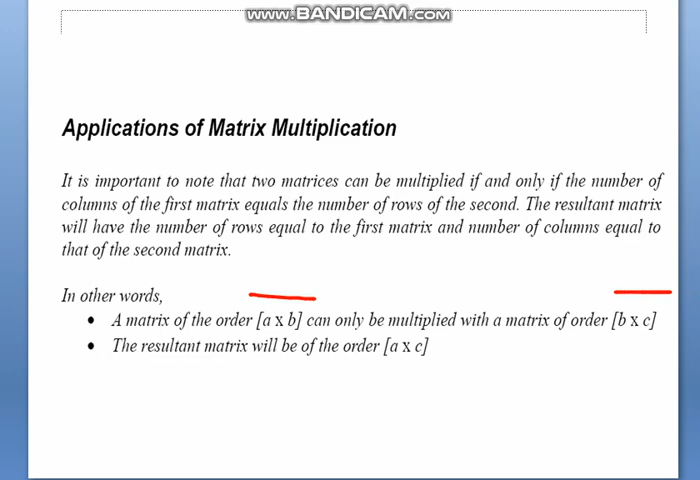 www.BANDICAM.com
Applications of Matrix Multiplication
It is important to note that two matrices can be multiplied if and only if the number of
columns of the first matrix equals the number of rows of the second. The resultant matrix
will have the number of rows equal to the first matrix and number of columns equal to
that of the second matrix.
In other words,
• A matrix of the order [a x b] can only be multiplied with a matrix of order [b x c]
• The resultant matrix will be of the order [a x c]